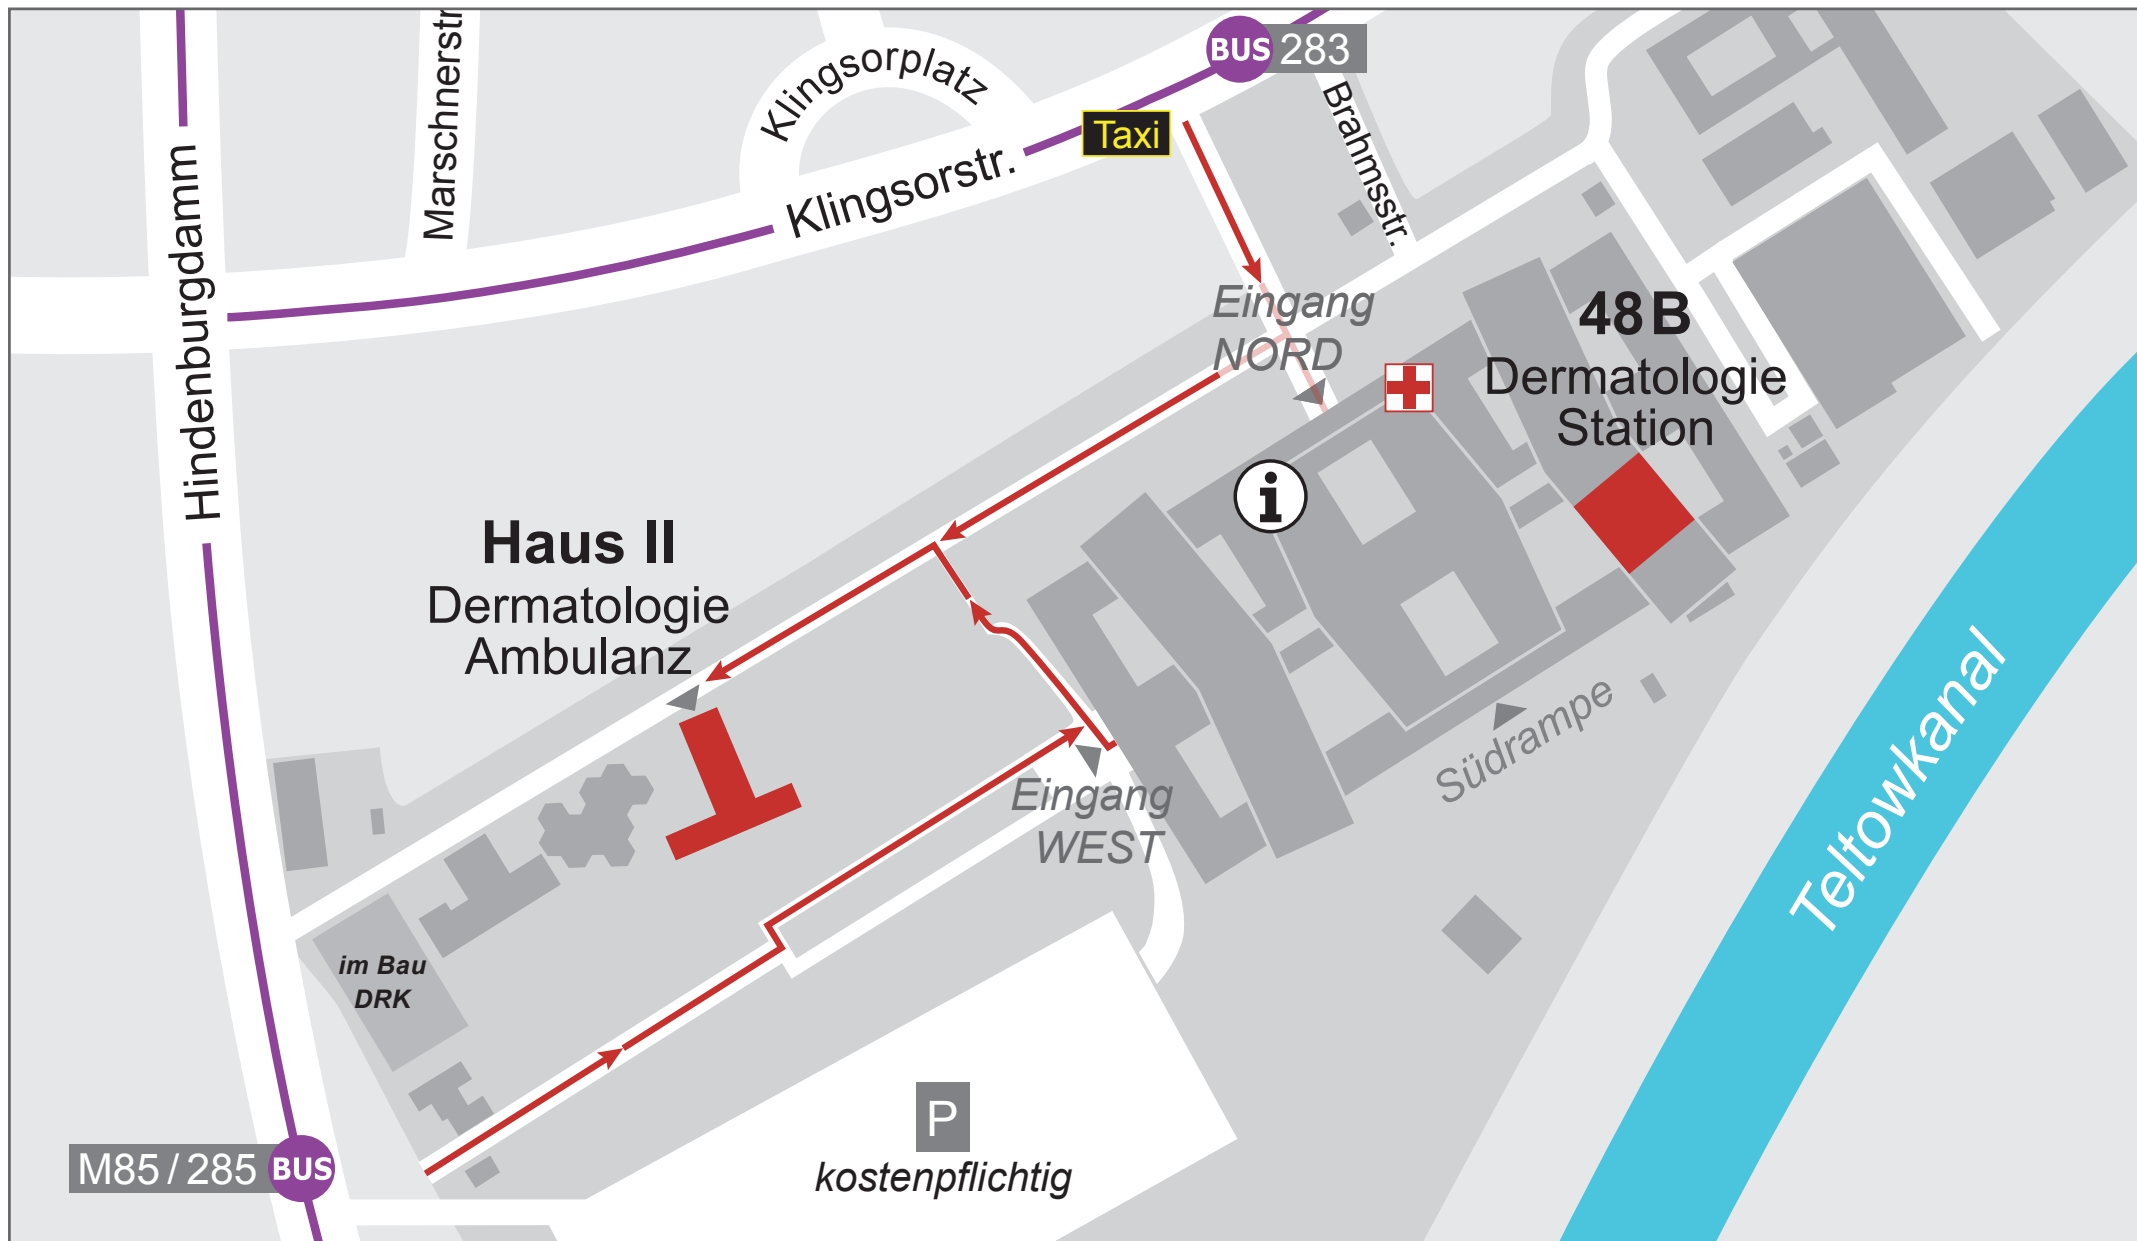 BUS 283
Marschnerstr.
Klingsorplatz
Taxi
Brahmsstr.
Klingsorstr.
Hindenburgdamm
Eingang
NORD
48 B
Dermatologie
Station
i
Haus II
Dermatologie
Ambulanz
Südrampe
Teltowkanal
Eingang
WEST
im Bau
DRK
P
kostenpflichtig
M85 / 285 BUS